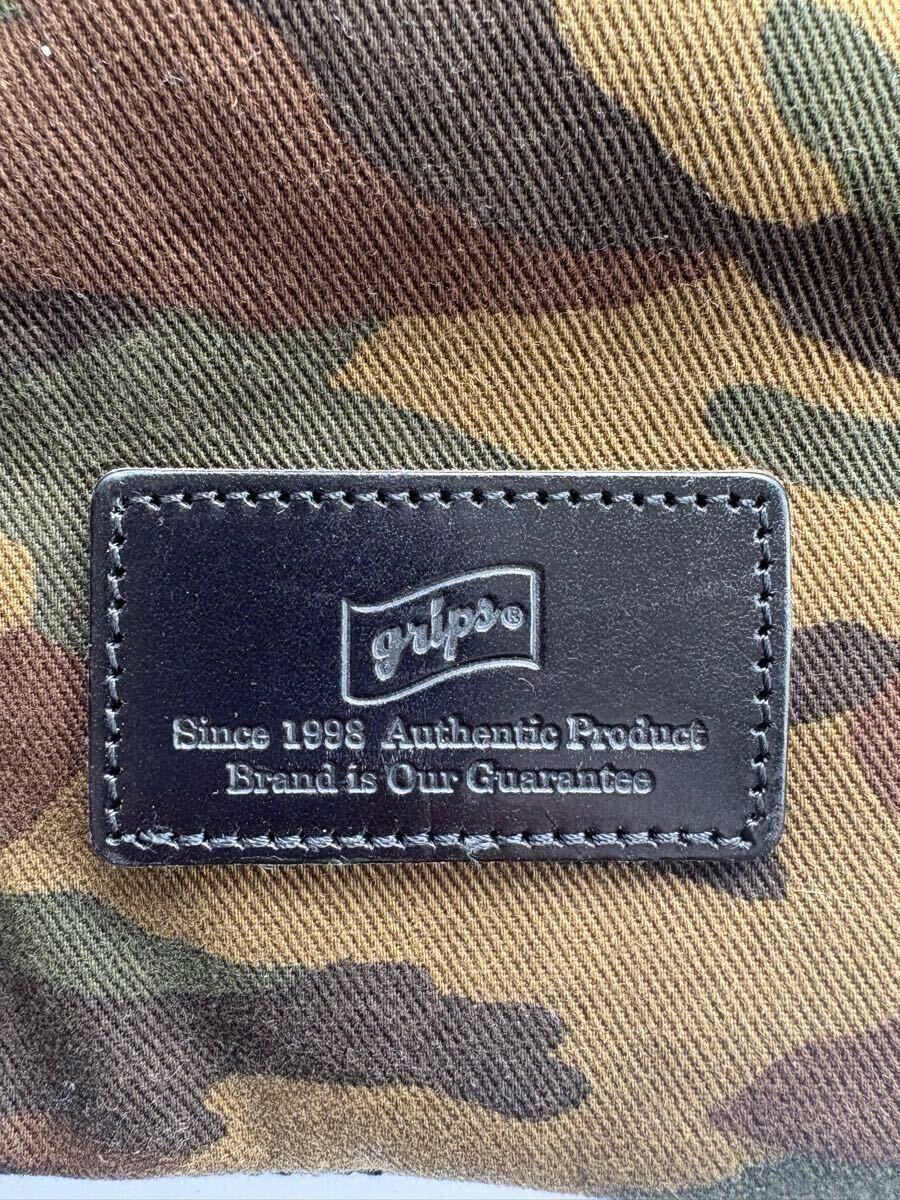 grips®
Since 1998 Authentic Product
Brand is Our Guarantee